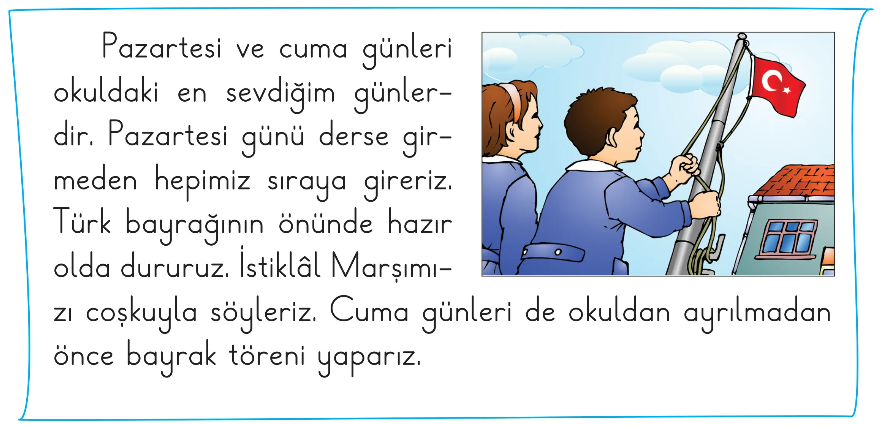 Pazartesi ve cuma günleri
okuldaki en sevdiğim günler-
dir. Pazartesi günü derse gir-
meden hepimiz sıraya gireriz.
Türk bayrağının önünde hazır
olda dururuz. İstiklâl Marşımı-
zı coşkuyla söyleriz. Cuma günleri de okuldan ayrılmadan
önce bayrak töreni yaparız.